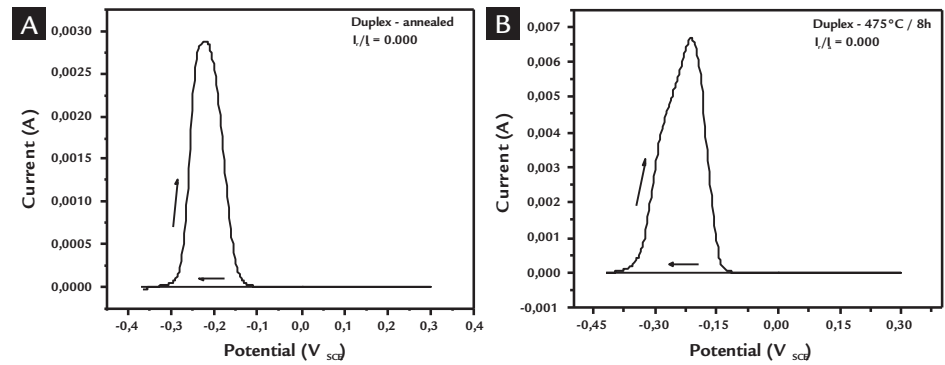 A
Duplex - annealed
Iᵣ/Iₐ = 0.000
0,0030
0,0025
0,0020
0,0015
0,0010
0,0005
0,0000
Current (A)
-0,4 -0,3 -0,2 -0,1 0,0 0,1 0,2 0,3 0,4
Potential (V SCE)
B
Duplex - 475°C / 8h
= 0.000
0,007
0,006
0,005
0,004
0,003
0,002
0,001
0,000
-0,001
Current (A)
-0,45 -0,30 -0,15 0,00 0,15 0,30
Potential (V SCE)